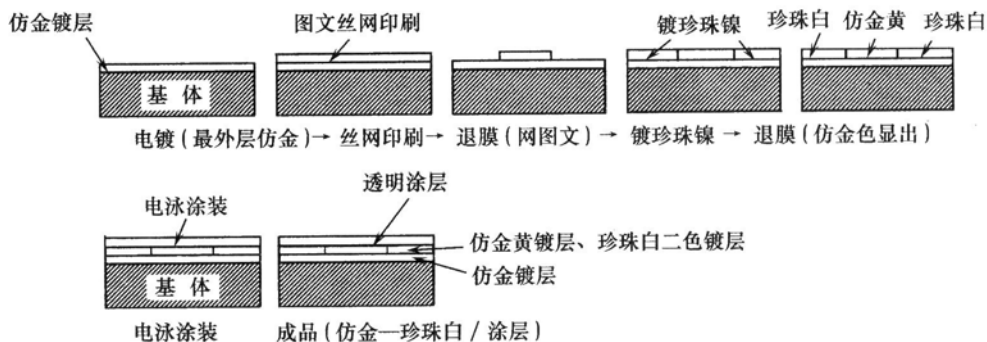 仿金镀层
图文丝网印刷
镀珍珠镍
珍珠白 仿金黄 珍珠白
基体
电镀(最外层仿金)→丝网印刷→退膜(网图文)→镀珍珠镍→退膜(仿金色显出)
透明涂层
电泳涂装
仿金黄镀层、珍珠白二色镀层
仿金镀层
基体
电泳涂装
成品(仿金—珍珠白/涂层)